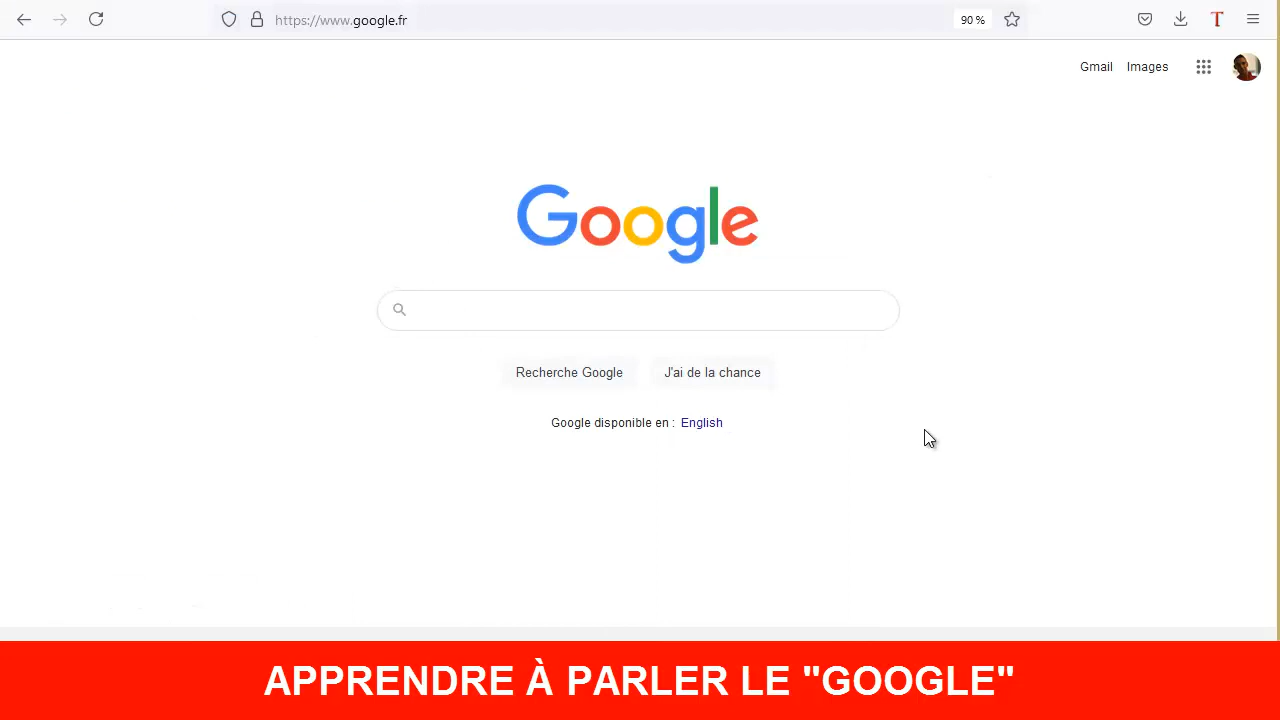 https://www.google.fr
90 %
T
Gmail Images
Google
Recherche Google J'ai de la chance
Google disponible en : English
APPRENDRE À PARLER LE "GOOGLE"